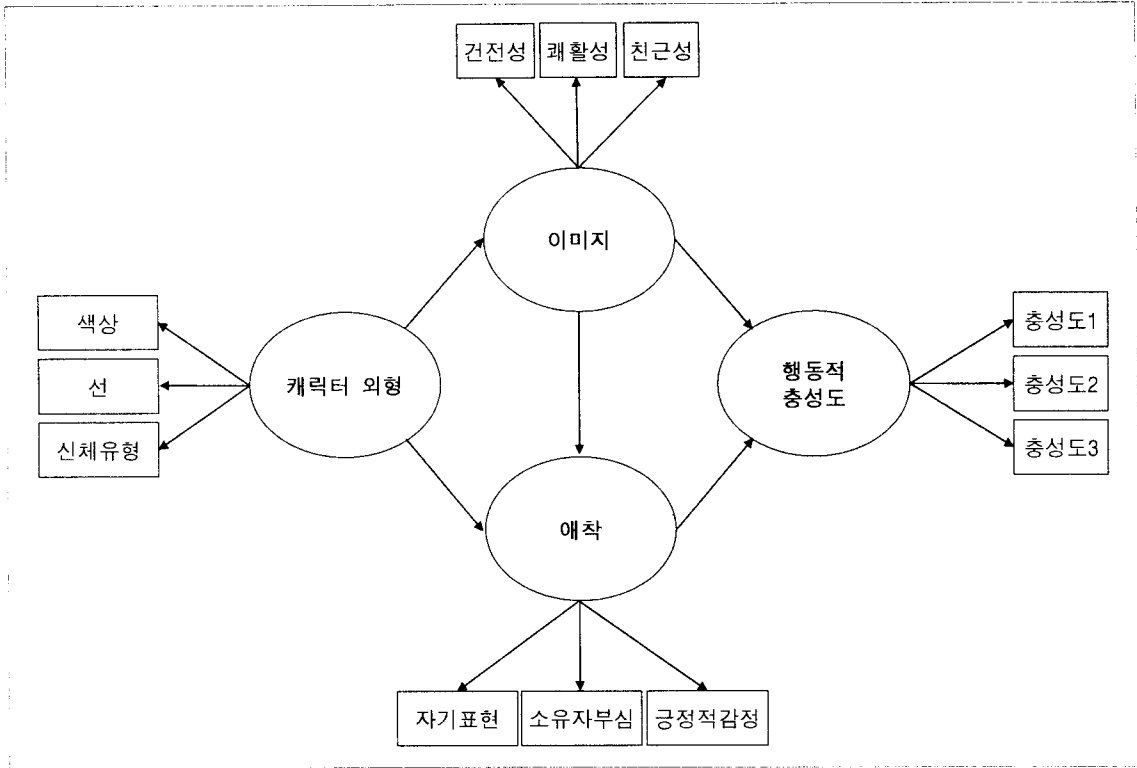 건전성
쾌활성
친근성
이미지
색상
선
신체유형
캐릭터 외형
행동적
충성도
충성도1
충성도2
충성도3
애착
자기표현
소유자부심
긍정적감정